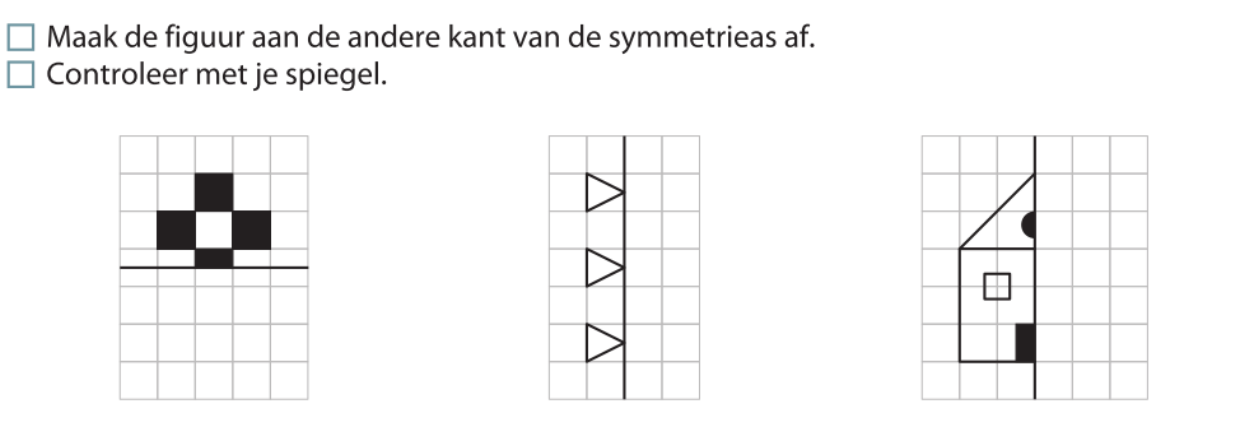 Maak de figuur aan de andere kant van de symmetrieas af.
Controleer met je spiegel.